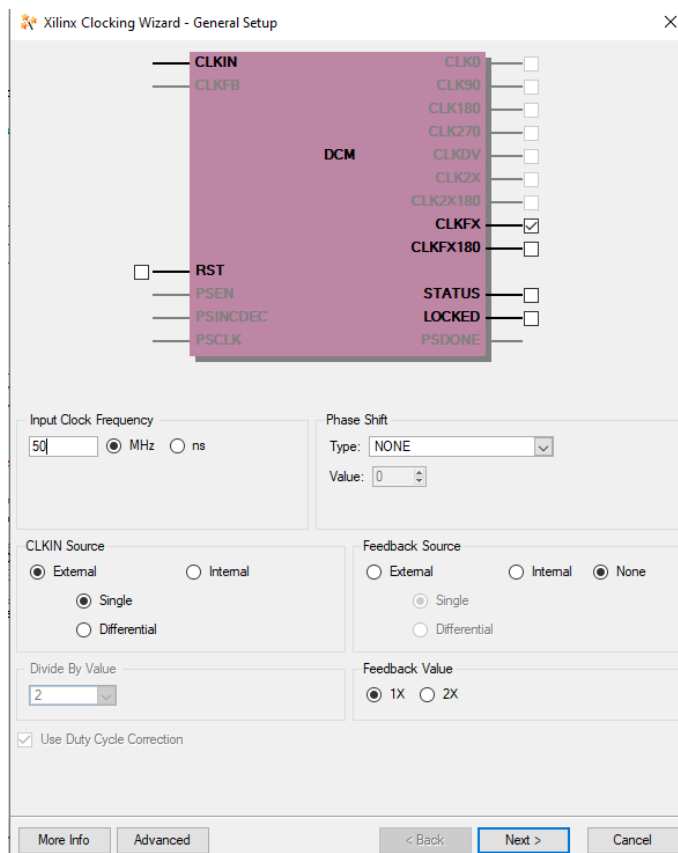 Xilinx Clocking Wizard - General Setup
CLKIN CLK0
CLKFB CLK90
CLK180
CLK270
DCM CLKDV
CLK2X
CLK2X180
CLKFX
CLKFX180
RST
PSEN STATUS
PSINCDEC LOCKED
PSCLK PSDONE
Input Clock Frequency Phase Shift
50 MHz ns Type: NONE
Value: 0
CLKIN Source Feedback Source
External Internal External Internal None
Single Single
Differential Differential
Divide By Value Feedback Value
2 1X 2X
Use Duty Cycle Correction
More Info Advanced < Back Next > Cancel